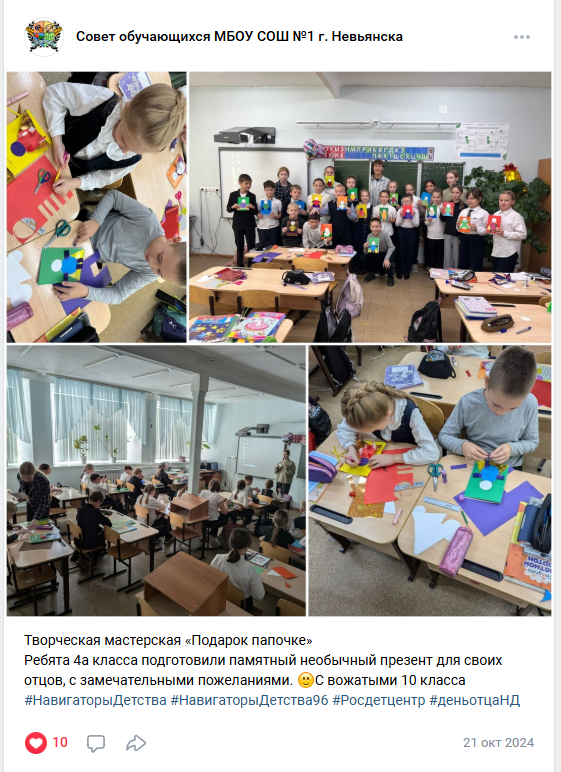 Совет обучающихся МБОУ СОШ №1 г. Невьянска
Творческая мастерская «Подарок папочке»
Ребята 4а класса подготовили памятный необычный презент для своих
отцов, с замечательными пожеланиями. 🙂С вожатыми 10 класса
#НавигаторыДетства #НавигаторыДетства96 #Росдетцентр #деньотцаНД
10
21 окт 2024